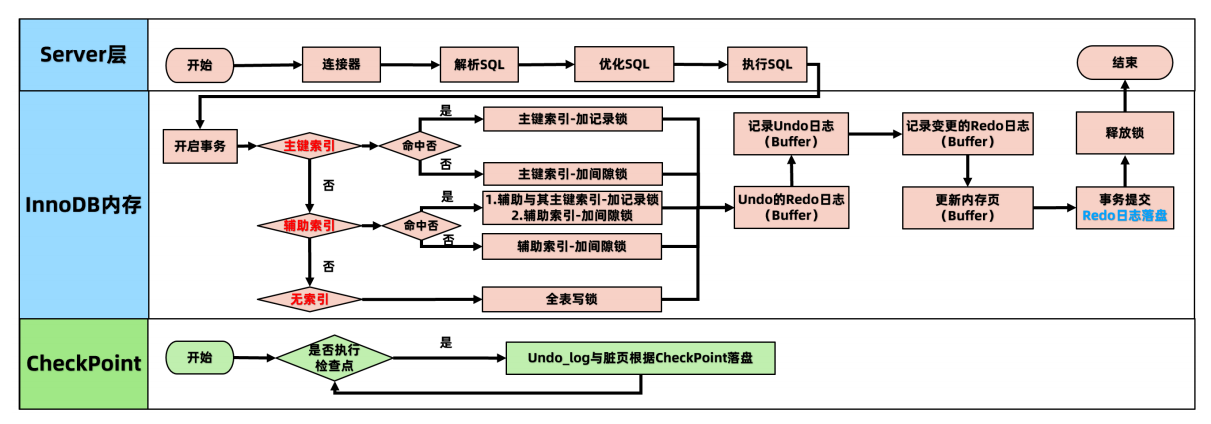 Server层
开始
连接器
解析SQL
优化SQL
执行SQL
结束
InnoDB内存
开启事务
主键索引
命中否
是
主键索引-加记录锁
否
主键索引-加间隙锁
否
辅助索引
命中否
是
1.辅助与其主键索引-加记录锁
2.辅助索引-加间隙锁
否
辅助索引-加间隙锁
否
无索引
全表写锁
Undo的Redo日志
（Buffer）
记录Undo日志
（Buffer）
记录变更的Redo日志
（Buffer）
更新内存页
（Buffer）
事务提交
Redo日志落盘
释放锁
CheckPoint
开始
是否执行
检查点
是
Undo_log与脏页根据CheckPoint落盘